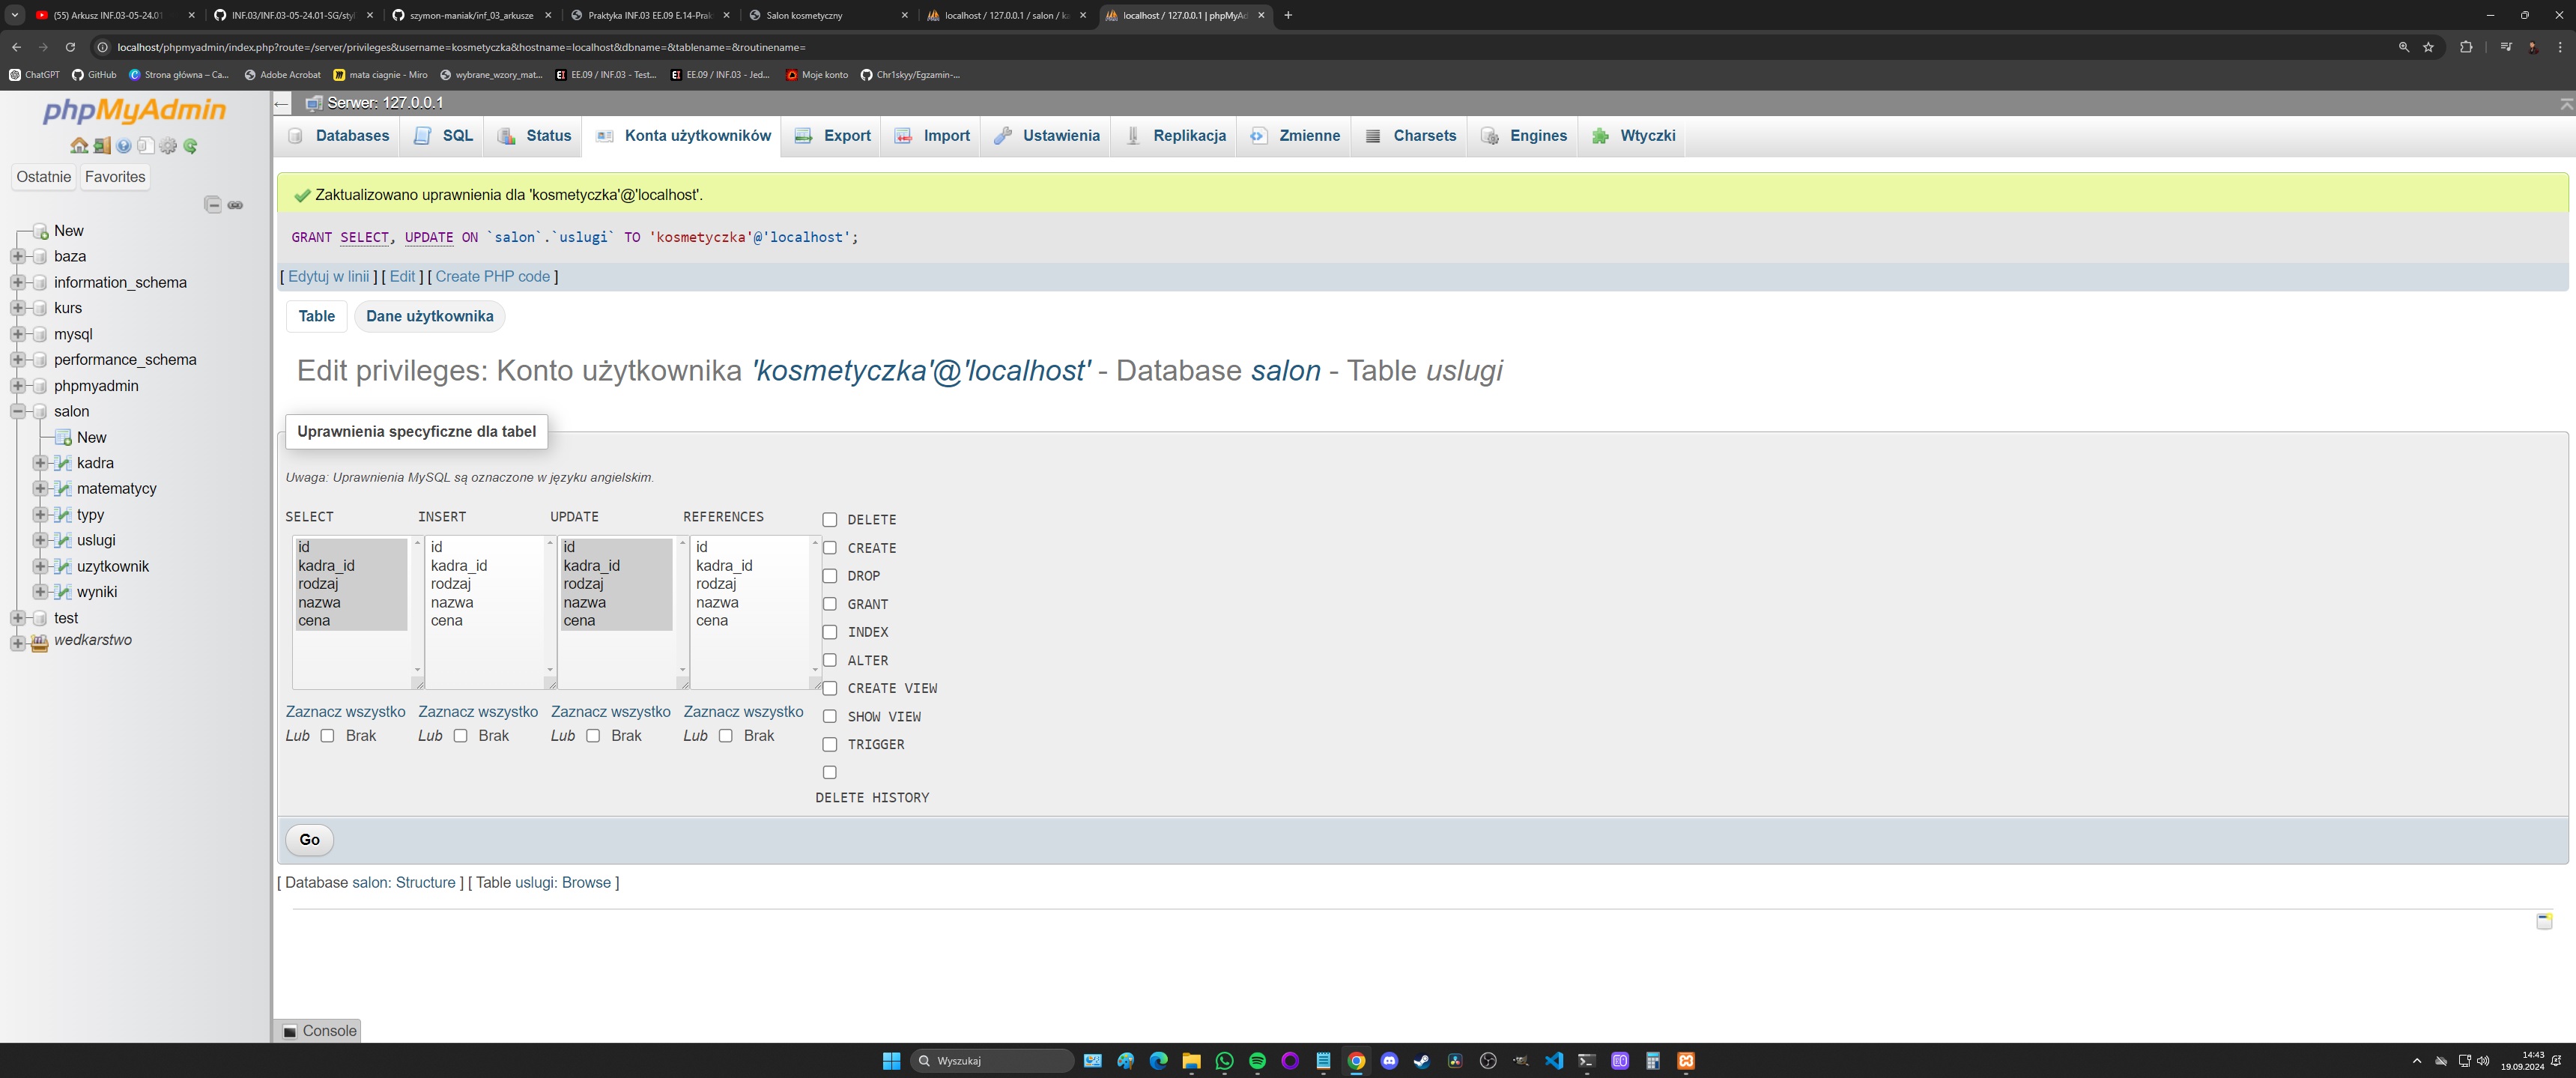 (55) Arkusz INF.03-05-24.01
INF.03/INF.03-05-24.01-SG/styl
szymon-maniak/inf_03_arkusze
Praktyka INF.03 EE.09 E.14-Prak
Salon kosmetyczny
localhost / 127.0.0.1 / salon / ka
localhost / 127.0.0.1 | phpMyAd
localhost/phpmyadmin/index.php?route=/server/privileges&username=kosmetyczka&hostname=localhost&dbname=&tablename=&routinename=
ChatGPT
GitHub
Strona główna – Ca...
Adobe Acrobat
mata ciagnie - Miro
wybrane_wzory_mat...
EE.09 / INF.03 - Test...
EE.09 / INF.03 - Jed...
Moje konto
Chr1skyy/Egzamin-...
phpMyAdmin
Ostatnie
Favorites
New
baza
information_schema
kurs
mysql
performance_schema
phpmyadmin
salon
New
kadra
matematycy
typy
uslugi
uzytkownik
wyniki
test
wedkarstwo
Serwer: 127.0.0.1
Databases
SQL
Status
Konta użytkowników
Export
Import
Ustawienia
Replikacja
Zmienne
Charsets
Engines
Wtyczki
Zaktualizowano uprawnienia dla 'kosmetyczka'@'localhost'.
GRANT SELECT, UPDATE ON `salon`.`uslugi` TO 'kosmetyczka'@'localhost';
[ Edytuj w linii ] [ Edit ] [ Create PHP code ]
Table
Dane użytkownika
Edit privileges: Konto użytkownika 'kosmetyczka'@'localhost' - Database salon - Table uslugi
Uprawnienia specyficzne dla tabel
Uwaga: Uprawnienia MySQL są oznaczone w języku angielskim.
SELECT
id
kadra_id
rodzaj
nazwa
cena
Zaznacz wszystko
Lub Brak
INSERT
id
kadra_id
rodzaj
nazwa
cena
Zaznacz wszystko
Lub Brak
UPDATE
id
kadra_id
rodzaj
nazwa
cena
Zaznacz wszystko
Lub Brak
REFERENCES
id
kadra_id
rodzaj
nazwa
cena
Zaznacz wszystko
Lub Brak
DELETE
CREATE
DROP
GRANT
INDEX
ALTER
CREATE VIEW
SHOW VIEW
TRIGGER
DELETE HISTORY
Go
[ Database salon: Structure ] [ Table uslugi: Browse ]
Console
Wyszukaj
14:43
19.09.2024